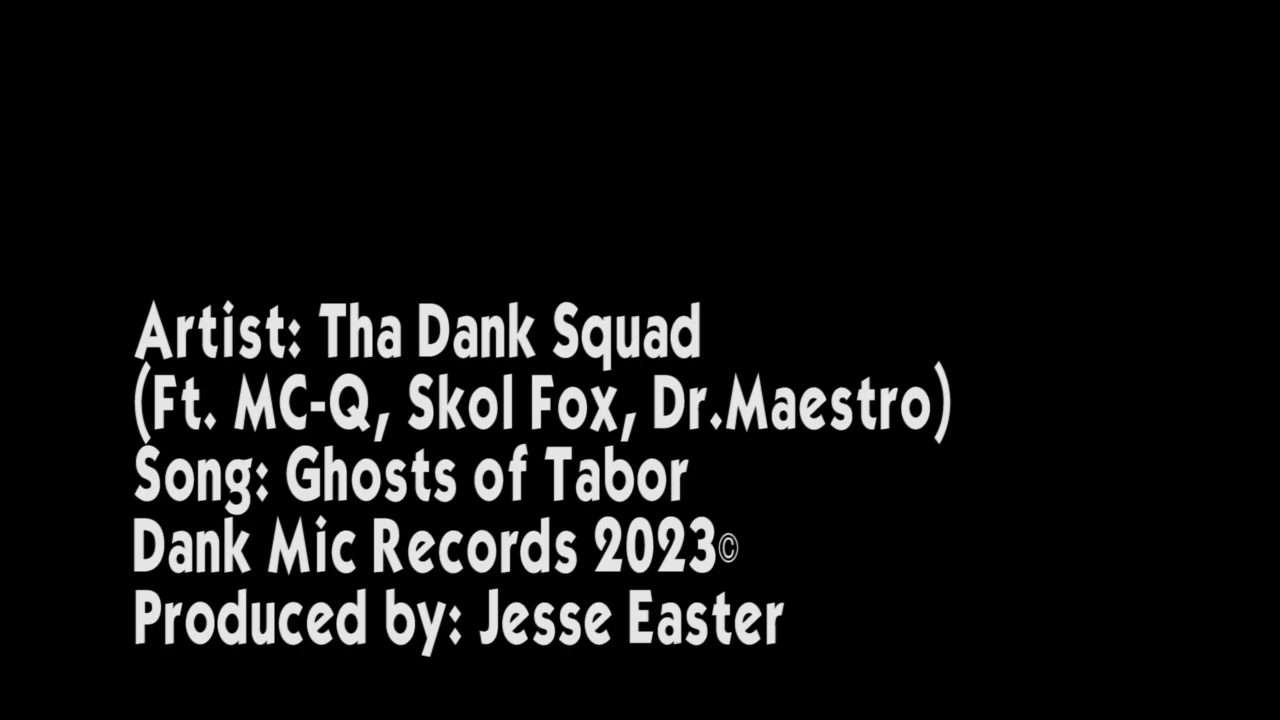 Artist: Tha Dank Squad
(Ft. MC-Q, Skol Fox, Dr.Maestro)
Song: Ghosts of Tabor
Dank Mic Records 2023©
Produced by: Jesse Easter